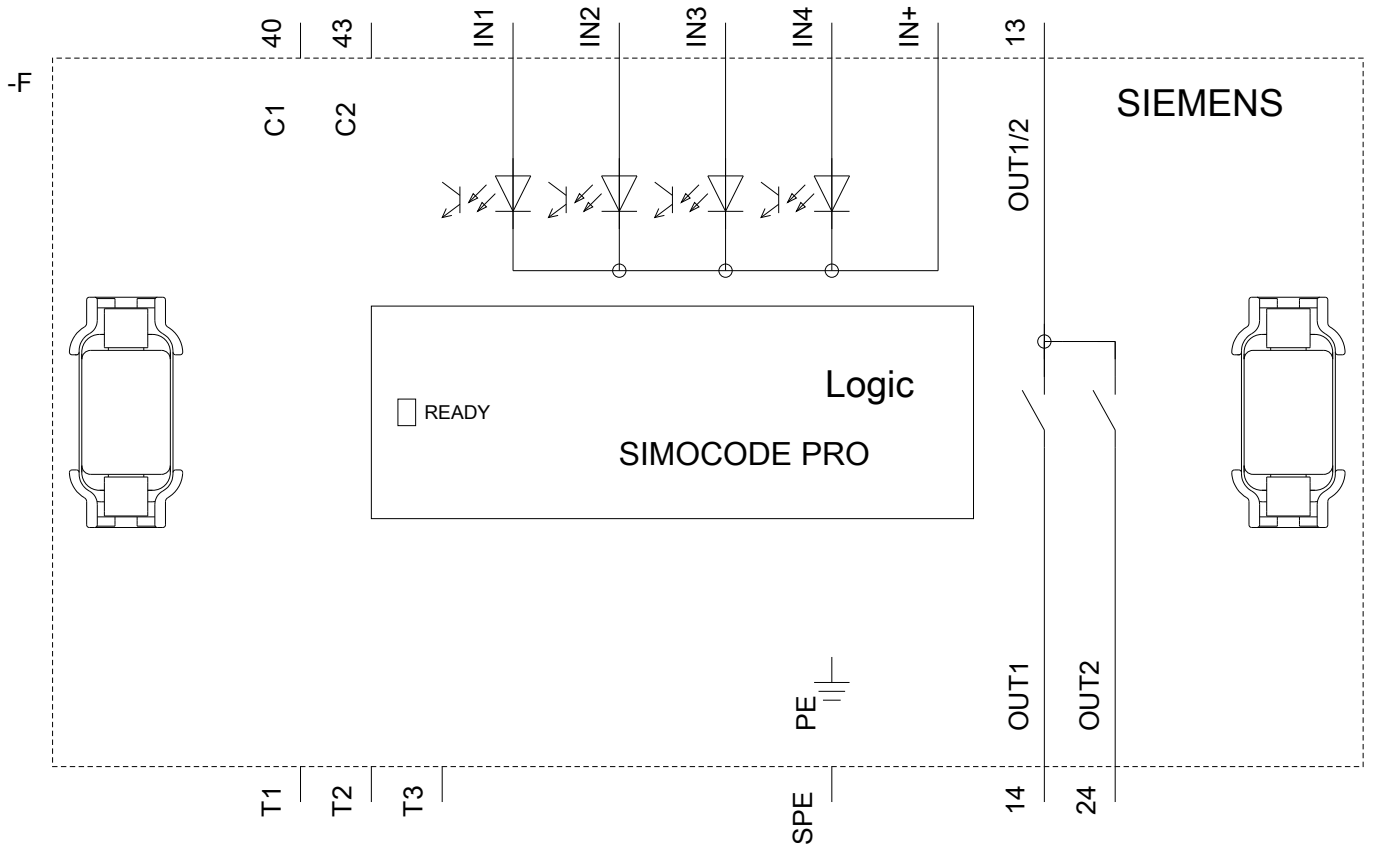 40
43
IN1
IN2
IN3
IN4
IN+
13
-F
C1
C2
OUT1/2
SIEMENS
Logic
READY
SIMOCODE PRO
PE
OUT1
OUT2
T1
T2
T3
SPE
14
24